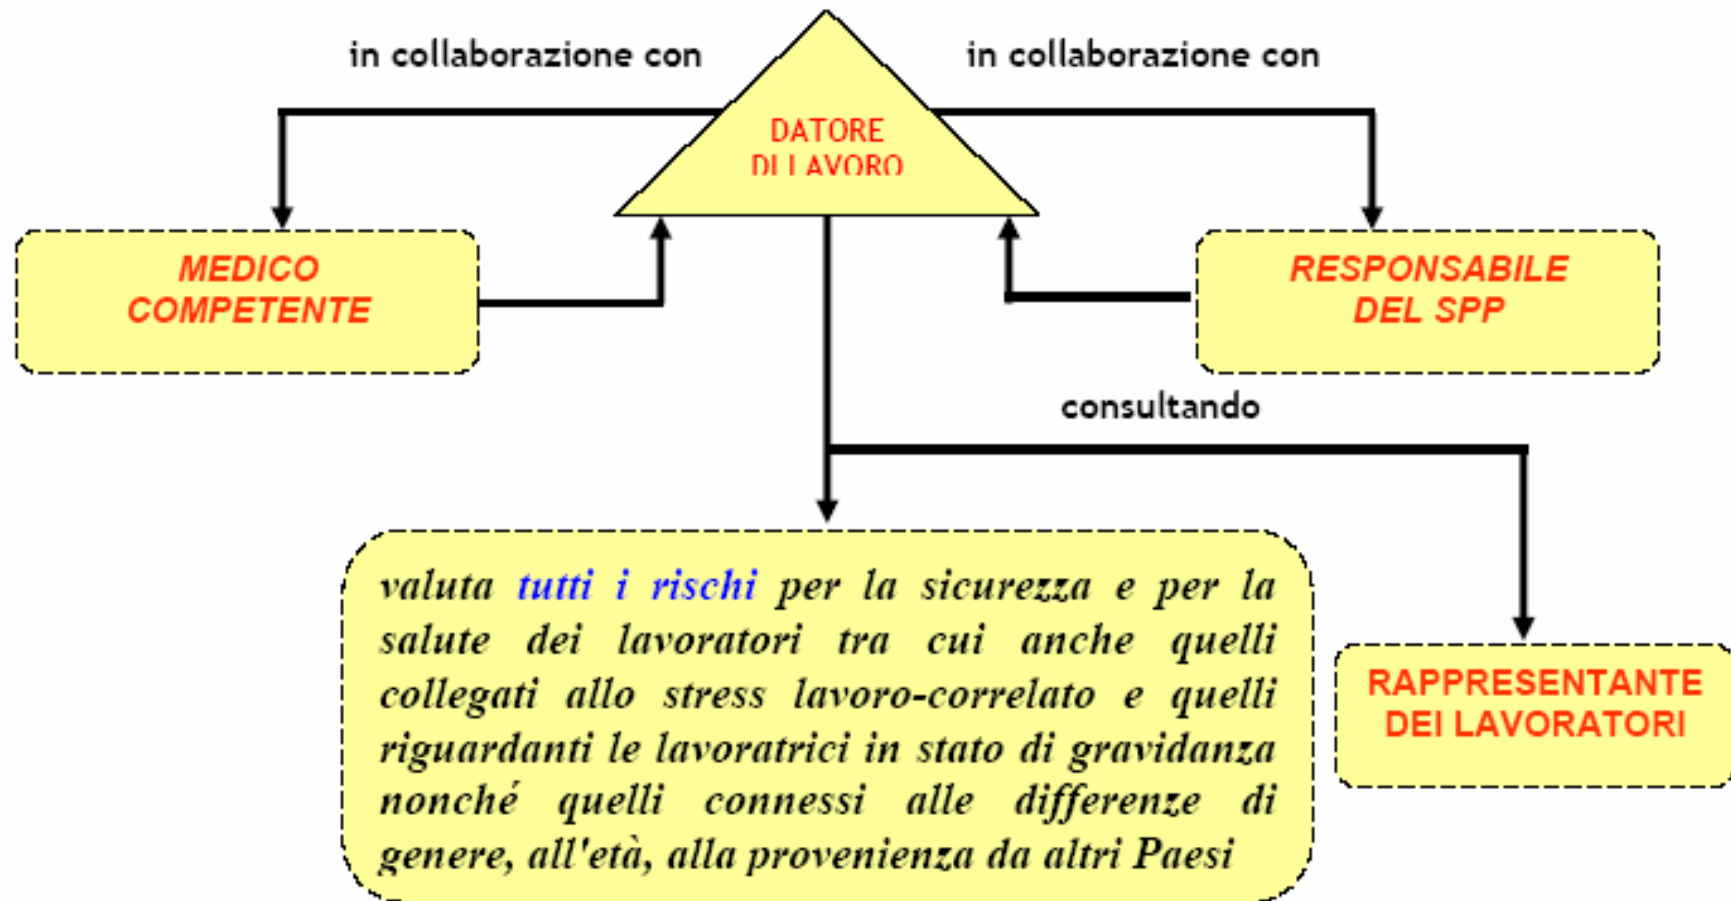 in collaborazione con
in collaborazione con
DATORE
DI LAVORO
MEDICO
COMPETENTE
RESPONSABILE
DEL SPP
consultando
valuta tutti i rischi per la sicurezza e per la
salute dei lavoratori tra cui anche quelli
collegati allo stress lavoro-correlato e quelli
riguardanti le lavoratrici in stato di gravidanza
nonché quelli connessi alle differenze di
genere, all'età, alla provenienza da altri Paesi
RAPPRESENTANTE
DEI LAVORATORI